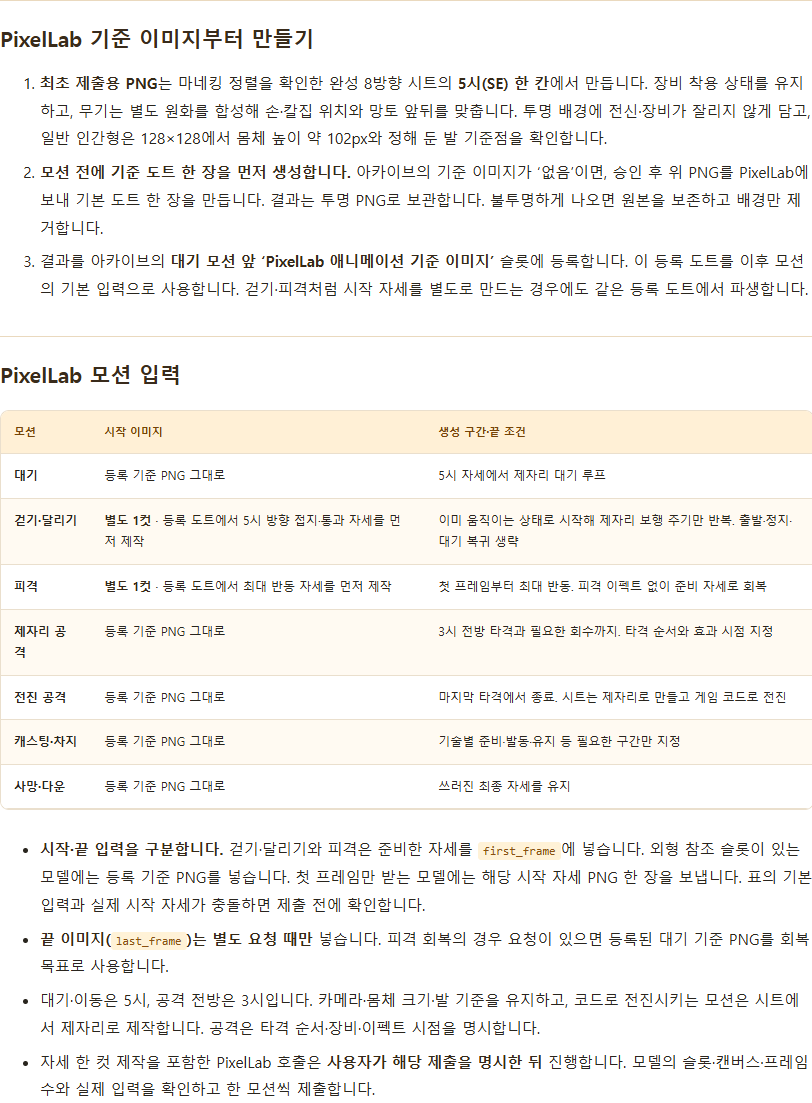 PixelLab 기준 이미지부터 만들기
1. 최초 제출용 PNG는 마네킹 정렬을 확인한 완성 8방향 시트의 5시(SE) 한 칸에서 만듭니다. 장비 착용 상태를 유지
하고, 무기는 별도 원화를 합성해 손·칼집 위치와 망토 앞뒤를 맞춥니다. 투명 배경에 전신·장비가 잘리지 않게 담고,
일반 인간형은 128×128에서 몸체 높이 약 102px와 정해 둔 발 기준점을 확인합니다.
2. 모션 전에 기준 도트 한 장을 먼저 생성합니다. 아카이브의 기준 이미지가 ‘없음’이면, 승인 후 위 PNG를 PixelLab에
보내 기본 도트 한 장을 만듭니다. 결과는 투명 PNG로 보관합니다. 불투명하게 나오면 원본을 보존하고 배경만 제
거합니다.
3. 결과를 아카이브의 대기 모션 앞 ‘PixelLab 애니메이션 기준 이미지’ 슬롯에 등록합니다. 이 등록 도트를 이후 모션
의 기본 입력으로 사용합니다. 걷기·피격처럼 시작 자세를 별도로 만드는 경우에도 같은 등록 도트에서 파생합니다.
PixelLab 모션 입력
모션 시작 이미지 생성 구간·끝 조건
대기 등록 기준 PNG 그대로 5시 자세에서 제자리 대기 루프
걷기·달리기 별도 1컷 · 등록 도트에서 5시 방향 접지·통과 자세를 먼 이미 움직이는 상태로 시작해 제자리 보행 주기만 반복. 출발·정지·
저 제작 대기 복귀 생략
피격 별도 1컷 · 등록 도트에서 최대 반동 자세를 먼저 제작 첫 프레임부터 최대 반동. 피격 이펙트 없이 준비 자세로 회복
제자리 공 등록 기준 PNG 그대로 3시 전방 타격과 필요한 회수까지. 타격 순서와 효과 시점 지정
격
전진 공격 등록 기준 PNG 그대로 마지막 타격에서 종료. 시트는 제자리로 만들고 게임 코드로 전진
캐스팅·차지 등록 기준 PNG 그대로 기술별 준비·발동·유지 등 필요한 구간만 지정
사망·다운 등록 기준 PNG 그대로 쓰러진 최종 자세를 유지
• 시작·끝 입력을 구분합니다. 걷기·달리기와 피격은 준비한 자세를 first_frame에 넣습니다. 외형 참조 슬롯이 있는
모델에는 등록 기준 PNG를 넣습니다. 첫 프레임만 받는 모델에는 해당 시작 자세 PNG 한 장을 보냅니다. 표의 기본
입력과 실제 시작 자세가 충돌하면 제출 전에 확인합니다.
• 끝 이미지(last_frame)는 별도 요청 때만 넣습니다. 피격 회복의 경우 요청이 있으면 등록된 대기 기준 PNG를 회복
목표로 사용합니다.
• 대기·이동은 5시, 공격 전방은 3시입니다. 카메라·몸체 크기·발 기준을 유지하고, 코드로 전진시키는 모션은 시트에
서 제자리로 제작합니다. 공격은 타격 순서·장비·이펙트 시점을 명시합니다.
• 자세 한 컷 제작을 포함한 PixelLab 호출은 사용자가 해당 제출을 명시한 뒤 진행합니다. 모델의 슬롯·캔버스·프레임
수와 실제 입력을 확인하고 한 모션씩 제출합니다.